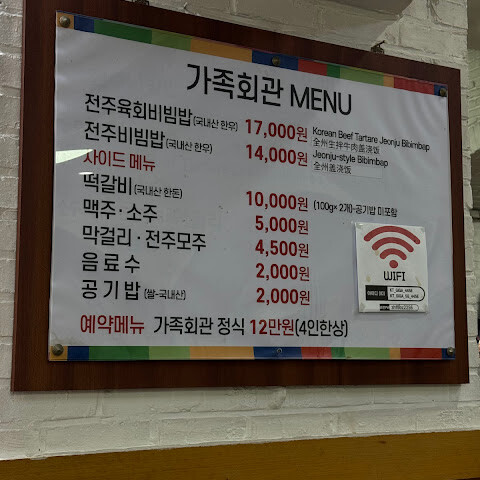 가족회관 MENU
전주육회비빔밥(국내산 한우) 17,000원 Korean Beef Tartare Jeonju Bibimbap
全州生拌牛肉盖浇饭
전주비빔밥(국내산 한우) 14,000원 Jeonju-style Bibimbap
全州盖浇饭
사이드 메뉴
떡갈비(국내산 한돈) 10,000원 (100g×2개)-공기밥 미포함
맥주·소주 5,000원
막걸리·전주모주 4,500원
음료수 2,000원
공기밥(쌀-국내산) 2,000원
예약메뉴 가족회관 정식 12만원(4인한상)
WIFI